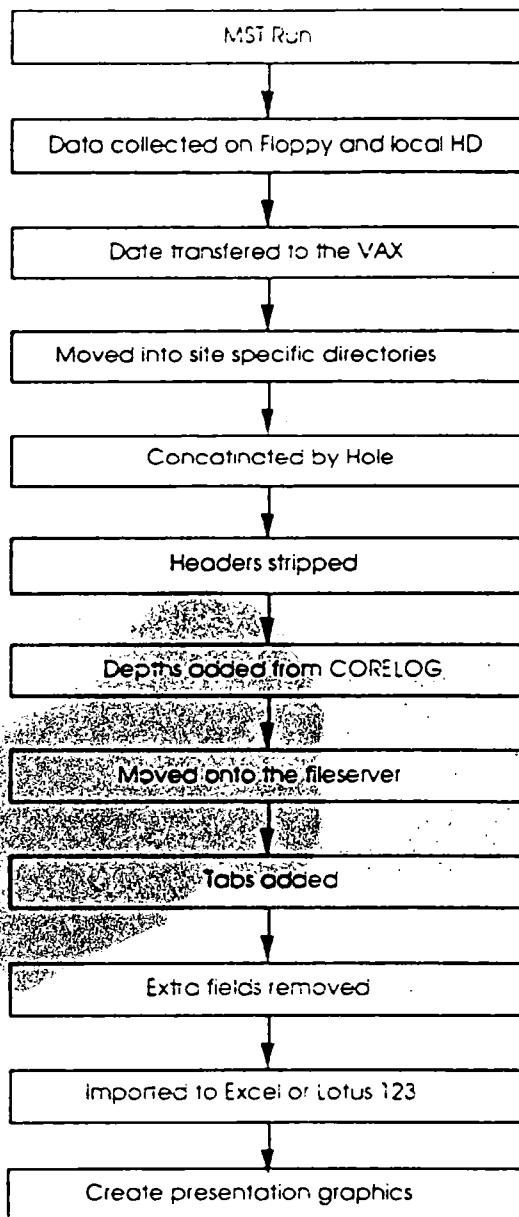 MST Run
Data collected on Floppy and local HD
Date transfered to the VAX
Moved into site specific directories
Concatinated by Hole
Headers stripped
Depths added from CORELOG
Moved onto the fileserver
Tabs added
Extra fields removed
Imported to Excel or Lotus 123
Create presentation graphics